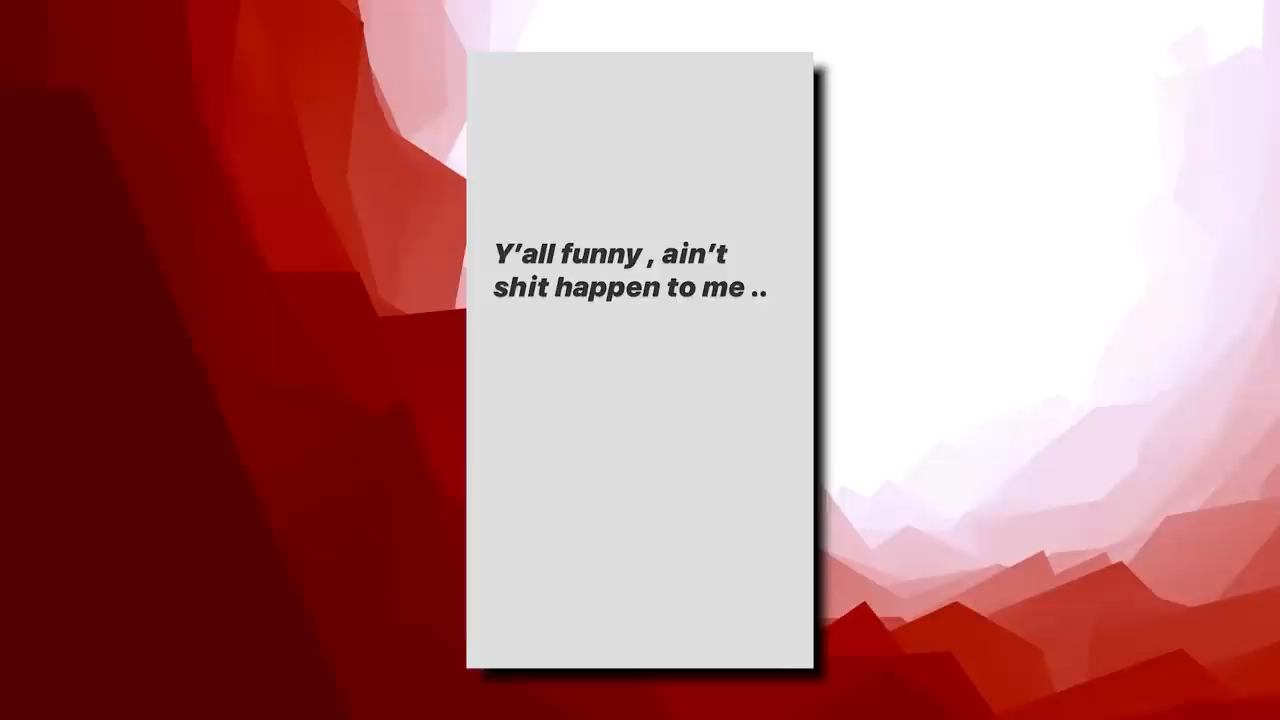 Y’all funny , ain’t
shit happen to me ..